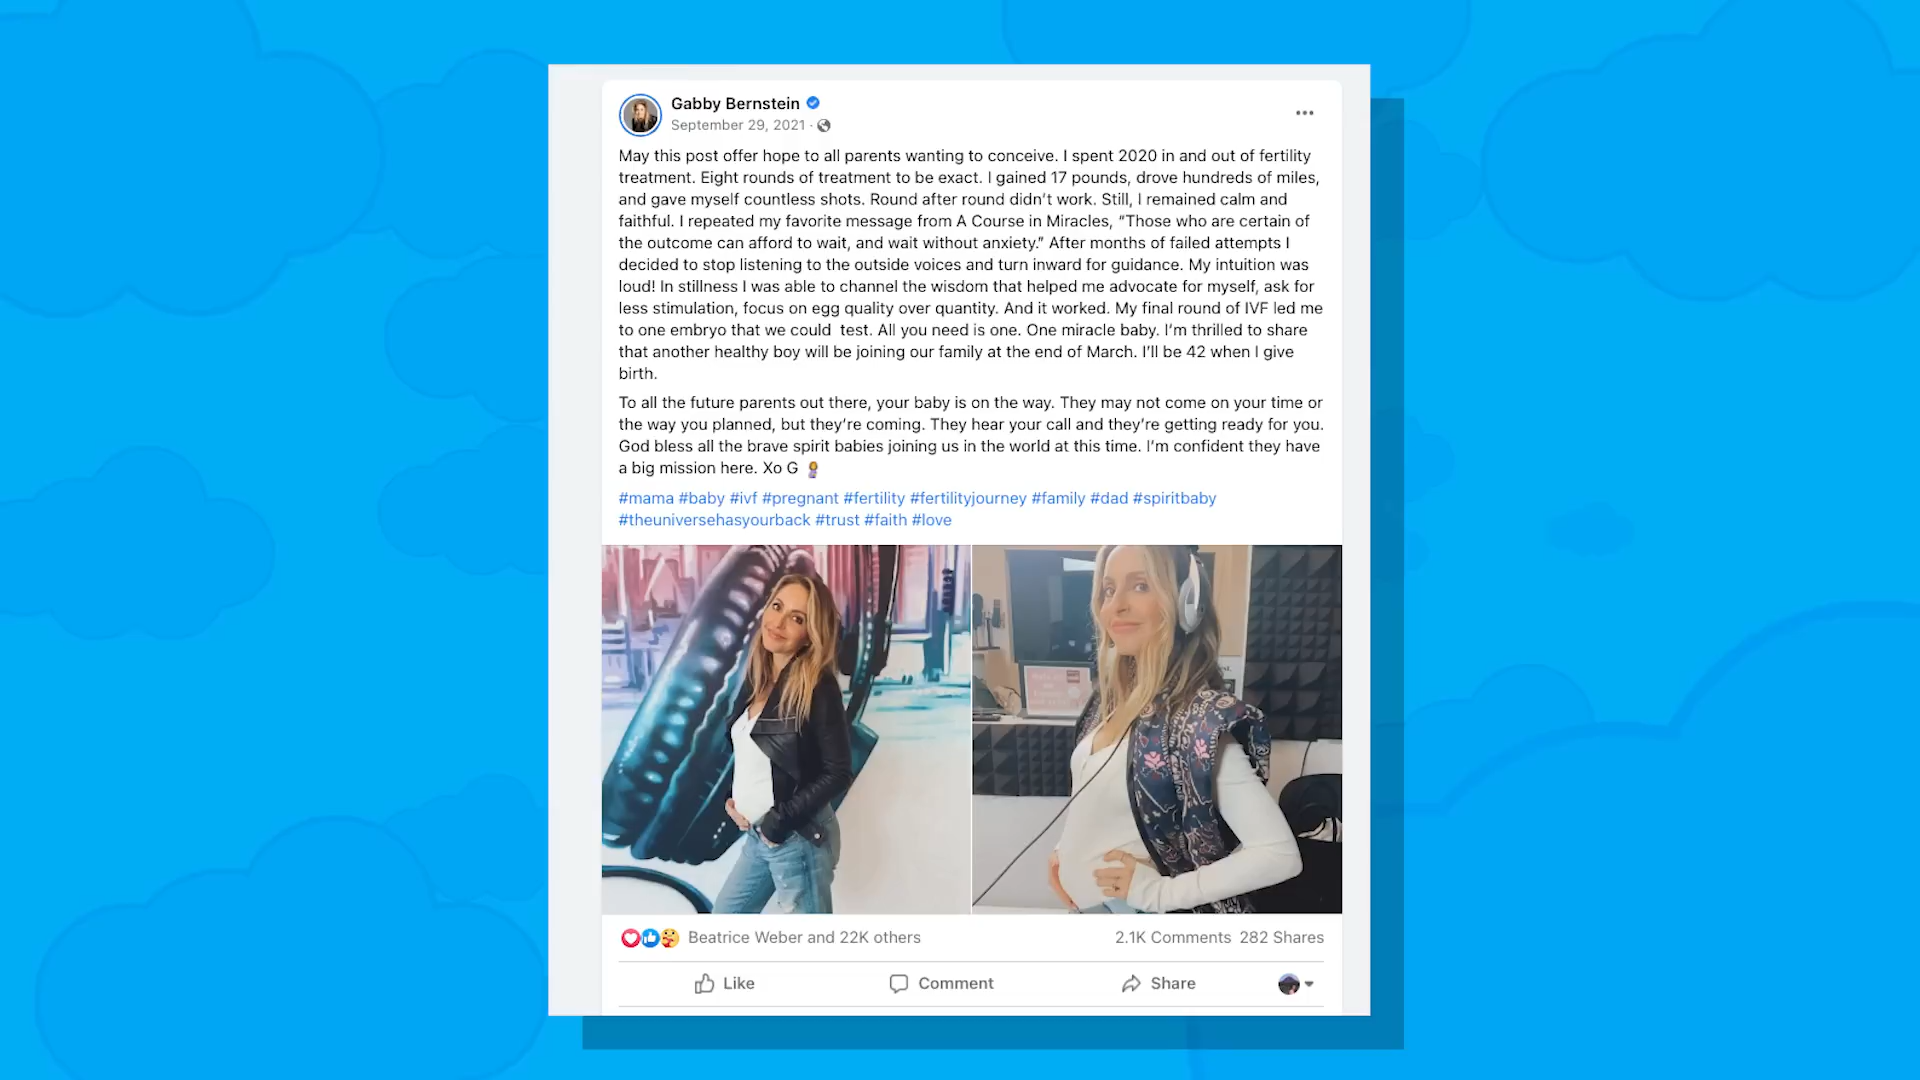 Gabby Bernstein
September 29, 2021 ·
May this post offer hope to all parents wanting to conceive. I spent 2020 in and out of fertility
treatment. Eight rounds of treatment to be exact. I gained 17 pounds, drove hundreds of miles,
and gave myself countless shots. Round after round didn't work. Still, I remained calm and
faithful. I repeated my favorite message from A Course in Miracles, "Those who are certain of
the outcome can afford to wait, and wait without anxiety." After months of failed attempts I
decided to stop listening to the outside voices and turn inward for guidance. My intuition was
loud! In stillness I was able to channel the wisdom that helped me advocate for myself, ask for
less stimulation, focus on egg quality over quantity. And it worked. My final round of IVF led me
to one embryo that we could  test. All you need is one. One miracle baby. I'm thrilled to share
that another healthy boy will be joining our family at the end of March. I'll be 42 when I give
birth.
To all the future parents out there, your baby is on the way. They may not come on your time or
the way you planned, but they're coming. They hear your call and they're getting ready for you.
God bless all the brave spirit babies joining us in the world at this time. I'm confident they have
a big mission here. Xo G
#mama #baby #ivf #pregnant #fertility #fertilityjourney #family #dad #spiritbaby
#theuniversehasyourback #trust #faith #love
Beatrice Weber and 22K others
2.1K Comments 282 Shares
Like
Comment
Share